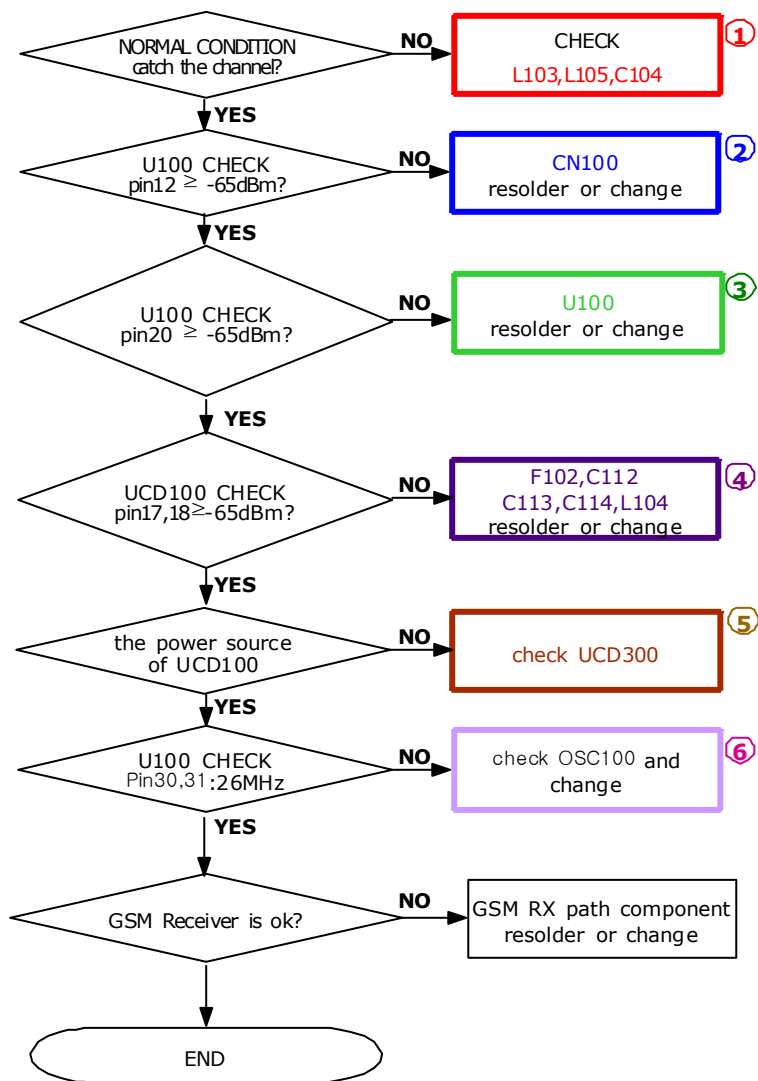 NORMAL CONDITION
catch the channel?
NO
CHECK
L103,L105,C104
1
YES
U100 CHECK
pin12 ≥ -65dBm?
NO
CN100
resolder or change
2
YES
U100 CHECK
pin20 ≥ -65dBm?
NO
U100
resolder or change
3
YES
UCD100 CHECK
pin17,18≥-65dBm?
NO
F102,C112
C113,C114,L104
resolder or change
4
YES
the power source
of UCD100
NO
check UCD300
5
YES
U100 CHECK
Pin30,31:26MHz
NO
check OSC100 and
change
6
YES
GSM Receiver is ok?
NO
GSM RX path component
resolder or change
END